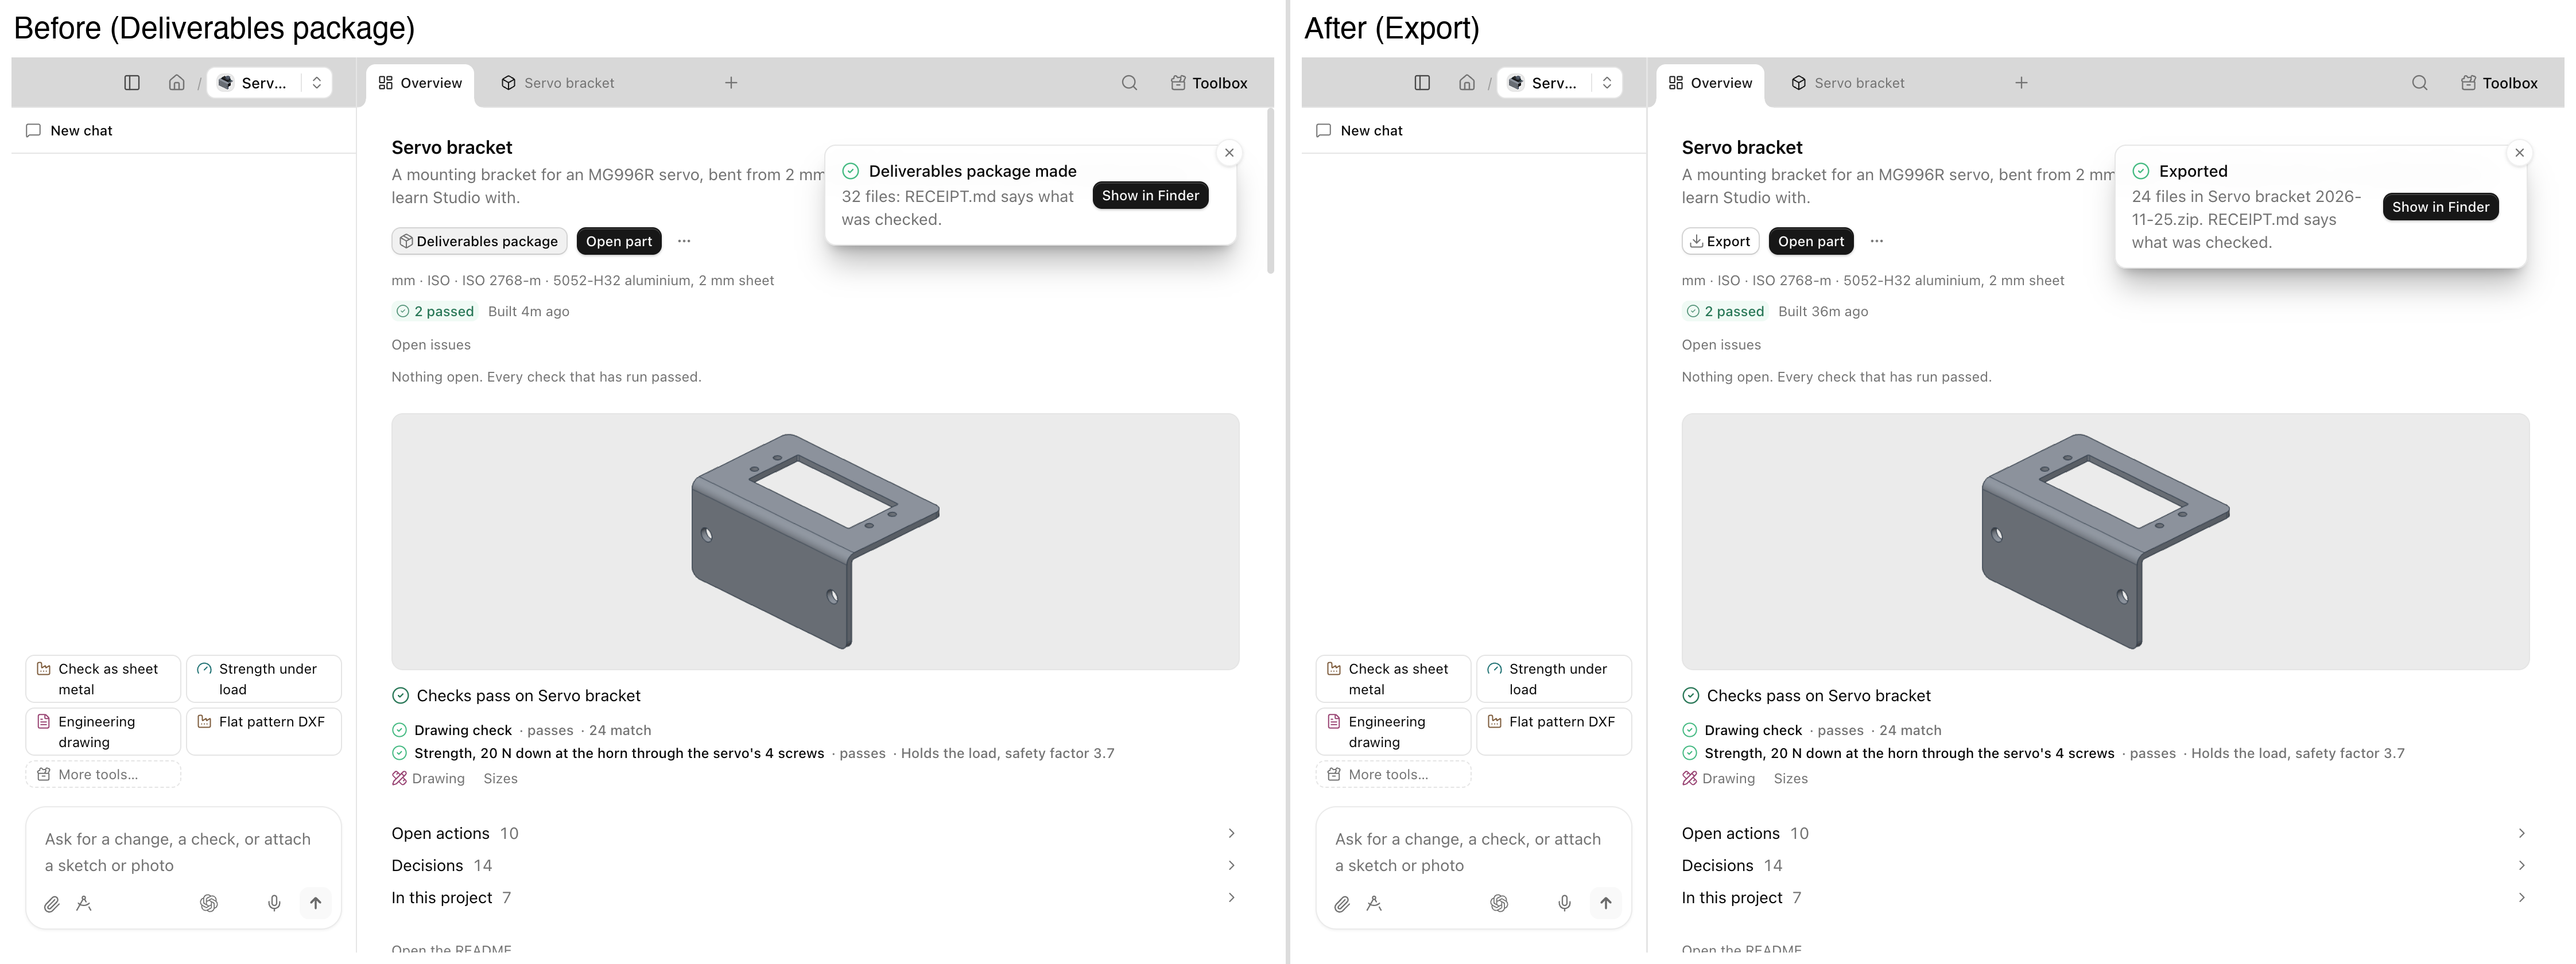 Before (Deliverables package)
/ Serv...
Overview
Servo bracket
Toolbox
New chat
Servo bracket
A mounting bracket for an MG996R servo, bent from 2 mm
learn Studio with.
Deliverables package made
32 files: RECEIPT.md says what
was checked.
Show in Finder
Deliverables package
Open part
mm · ISO · ISO 2768-m · 5052-H32 aluminium, 2 mm sheet
2 passed
Built 4m ago
Open issues
Nothing open. Every check that has run passed.
Check as sheet
metal
Strength under
load
Engineering
drawing
Flat pattern DXF
More tools...
Checks pass on Servo bracket
Drawing check · passes · 24 match
Strength, 20 N down at the horn through the servo's 4 screws · passes · Holds the load, safety factor 3.7
Drawing Sizes
Ask for a change, a check, or attach
a sketch or photo
Open actions 10
Decisions 14
In this project 7
Open the README
After (Export)
/ Serv...
Overview
Servo bracket
Toolbox
New chat
Servo bracket
A mounting bracket for an MG996R servo, bent from 2 mm
learn Studio with.
Exported
24 files in Servo bracket 2026-
11-25.zip. RECEIPT.md says
what was checked.
Show in Finder
Export
Open part
mm · ISO · ISO 2768-m · 5052-H32 aluminium, 2 mm sheet
2 passed
Built 36m ago
Open issues
Nothing open. Every check that has run passed.
Check as sheet
metal
Strength under
load
Engineering
drawing
Flat pattern DXF
More tools...
Checks pass on Servo bracket
Drawing check · passes · 24 match
Strength, 20 N down at the horn through the servo's 4 screws · passes · Holds the load, safety factor 3.7
Drawing Sizes
Ask for a change, a check, or attach
a sketch or photo
Open actions 10
Decisions 14
In this project 7
Open the README